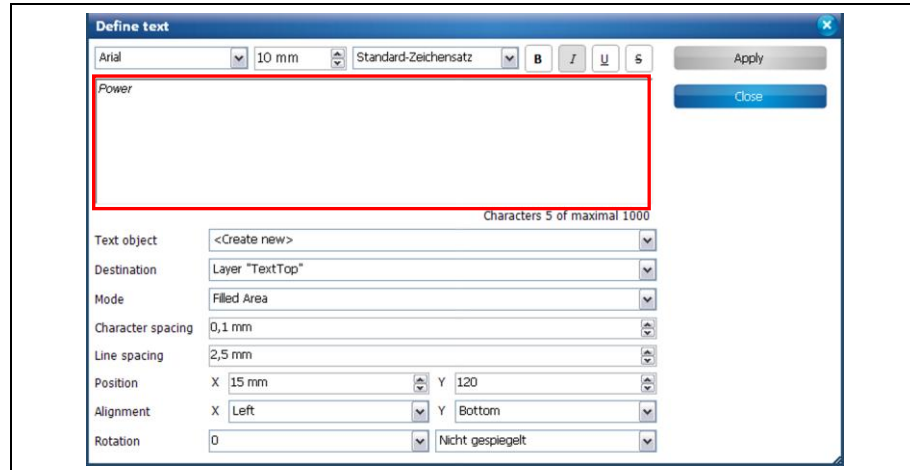 Define text
Arial 10 mm Standard-Zeichensatz B I U S Apply
Power
Close
Characters 5 of maximal 1000
Text object <Create new>
Destination Layer "TextTop"
Mode Filled Area
Character spacing 0,1 mm
Line spacing 2,5 mm
Position X 15 mm Y 120
Alignment X Left Y Bottom
Rotation 0 Nicht gespiegelt